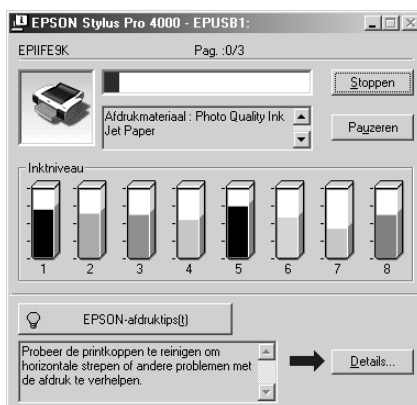 EPSON Stylus Pro 4000 - EPUSB1:
EPIIFE9K Pag. :0/3
Stoppen
Afdrukmateriaal : Photo Quality Ink
Jet Paper
Pauzeren
Inktniveau
1 2 3 4 5 6 7 8
EPSON-afdruktips(t)
Probeer de printkoppen te reinigen om
horizontale strepen of andere problemen met
de afdruk te verhelpen.
Details...